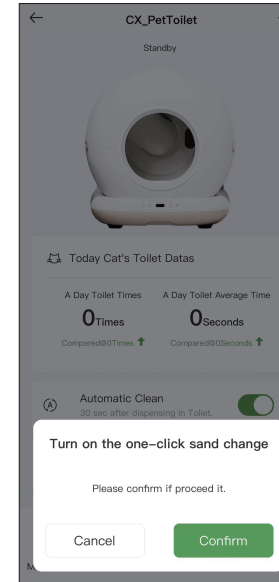 CX_PetToilet
Standby
Today Cat's Toilet Datas
A Day Toilet Times
A Day Toilet Average Time
0Times
0Seconds
Compared@0Times ↑
Compared@0Seconds ↑
Automatic Clean
30 sec after dispensing in Toliet.
Turn on the one-click sand change
Please confirm if proceed it.
Cancel
Confirm